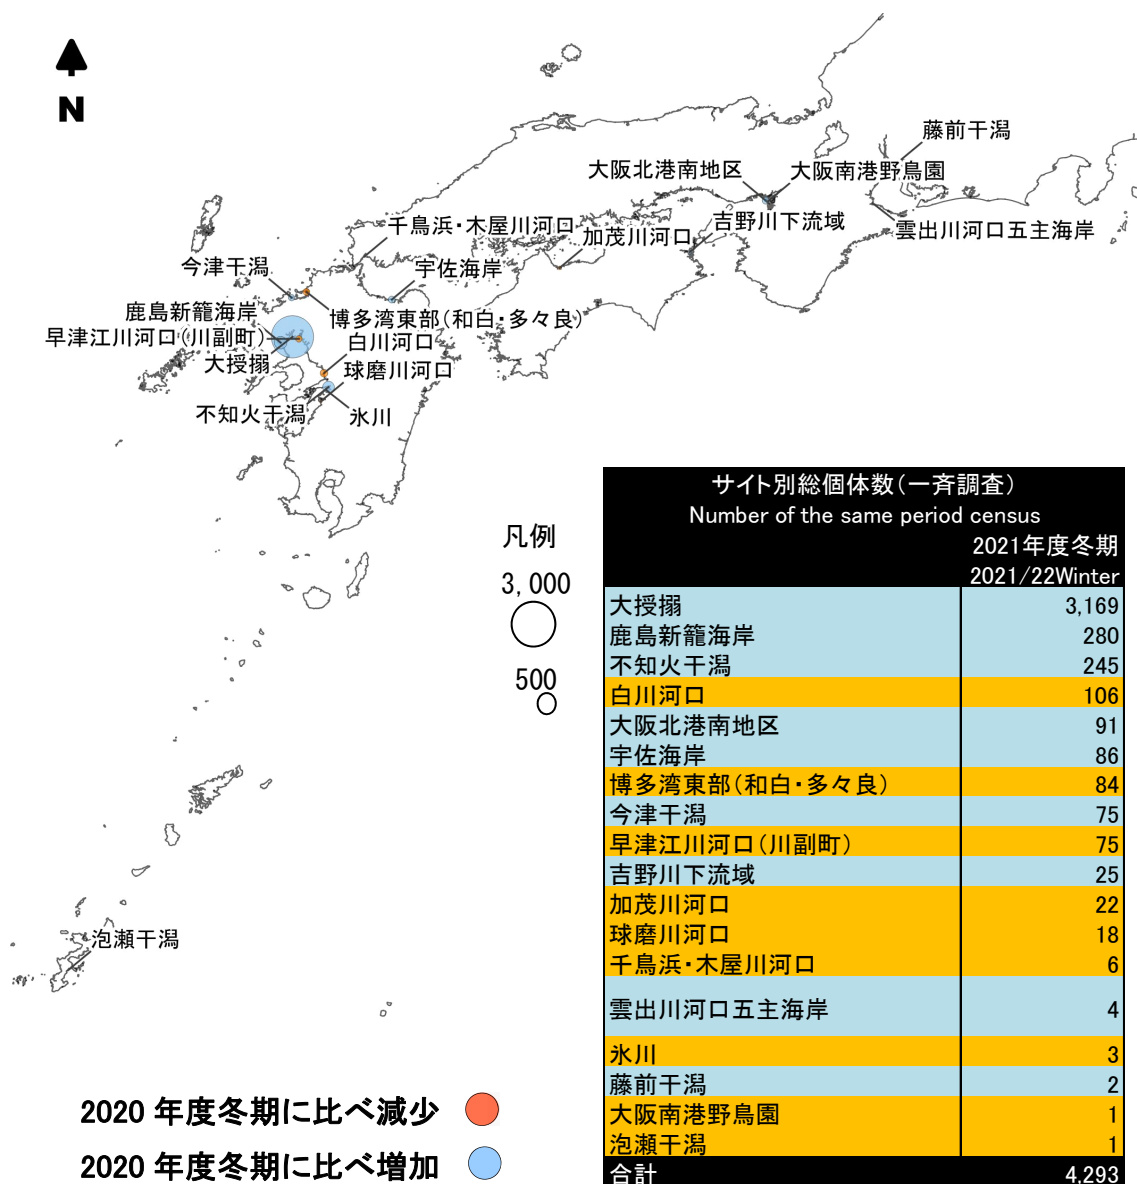 N
藤前干潟
大阪北港南地区
大阪南港野鳥園
千鳥浜・木屋川河口
加茂川河口
吉野川下流域
雲出川河口五主海岸
今津干潟
宇佐海岸
鹿島新籠海岸
博多湾東部(和白・多々良)
早津江川河口(川副町)
白川河口
大授搦
球磨川河口
不知火干潟
氷川
泡瀬干潟
凡例
3,000
500
サイト別総個体数(一斉調査)
Number of the same period census
2021年度冬期
2021/22Winter
大授搦 3,169
鹿島新籠海岸 280
不知火干潟 245
白川河口 106
大阪北港南地区 91
宇佐海岸 86
博多湾東部(和白・多々良) 84
今津干潟 75
早津江川河口(川副町) 75
吉野川下流域 25
加茂川河口 22
球磨川河口 18
千鳥浜・木屋川河口 6
雲出川河口五主海岸 4
氷川 3
藤前干潟 2
大阪南港野鳥園 1
泡瀬干潟 1
合計 4,293
2020 年度冬期に比べ減少
2020 年度冬期に比べ増加